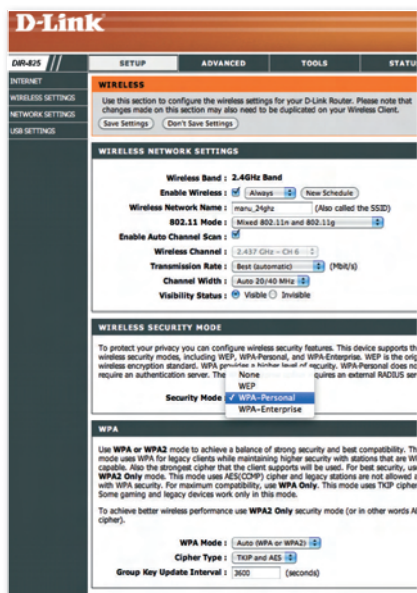 D-Link
DIR-825
SETUP
ADVANCED
TOOLS
STATU
INTERNET
WIRELESS SETTINGS
NETWORK SETTINGS
USB SETTINGS
WIRELESS
Use this section to configure the wireless settings for your D-Link Router. Please note that
changes made on this section may also need to be duplicated on your Wireless Client.
Save Settings Don't Save Settings
WIRELESS NETWORK SETTINGS
Wireless Band : 2.4GHz Band
Enable Wireless : Always New Schedule
Wireless Network Name : manu_24ghz (Also called the SSID)
802.11 Mode : Mixed 802.11n and 802.11g
Enable Auto Channel Scan :
Wireless Channel : 2.437 GHz - CH 6
Transmission Rate : Best (automatic) (Mbit/s)
Channel Width : Auto 20/40 MHz
Visibility Status : Visible Invisible
WIRELESS SECURITY MODE
To protect your privacy you can configure wireless security features. This device supports th
wireless security modes, including WEP, WPA-Personal, and WPA-Enterprise. WEP is the orig
wireless encryption standard. WPA provides a higher level of security. WPA-Personal does no
require an authentication server. The quires an external RADIUS ser
None
WEP
Security Mode WPA-Personal
WPA-Enterprise
WPA
Use WPA or WPA2 mode to achieve a balance of strong security and best compatibility. Th
mode uses WPA for legacy clients while maintaining higher security with stations that are W
capable. Also the strongest cipher that the client supports will be used. For best security, us
WPA2 Only mode. This mode uses AES(CCMP) cipher and legacy stations are not allowed a
with WPA security. For maximum compatibility, use WPA Only. This mode uses TKIP cipher
Some gaming and legacy devices work only in this mode.
To achieve better wireless performance use WPA2 Only security mode (or in other words A
cipher).
WPA Mode : Auto (WPA or WPA2)
Cipher Type : TKIP and AES
Group Key Update Interval : 3600 (seconds)